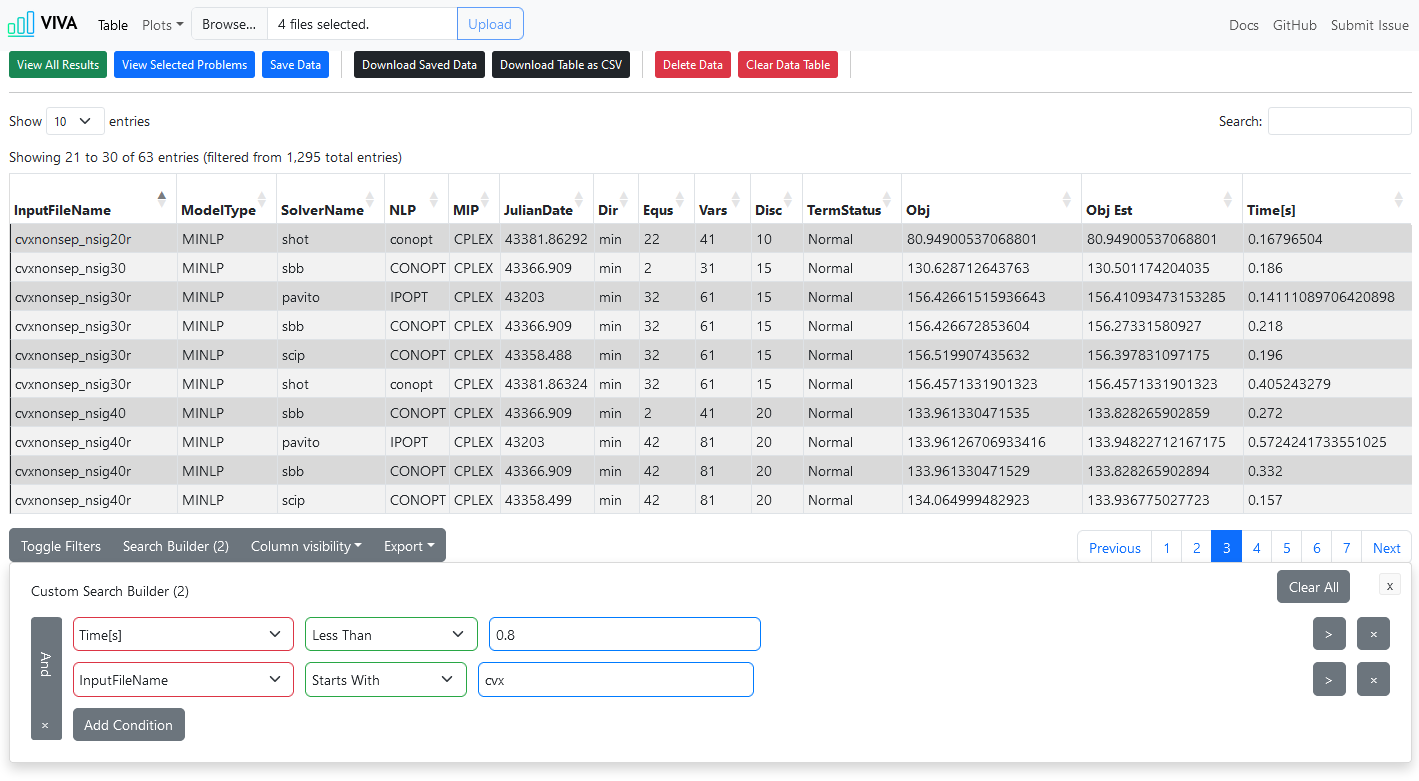 VIVA Table Plots Browse... 4 files selected. Upload Docs GitHub Submit Issue
View All Results View Selected Problems Save Data Download Saved Data Download Table as CSV Delete Data Clear Data Table
Show 10 entries Search:
Showing 21 to 30 of 63 entries (filtered from 1,295 total entries)
InputFileName ModelType SolverName NLP MIP JulianDate Dir Equs Vars Disc TermStatus Obj Obj Est Time[s]
cvxnonsep_nsig20r MINLP shot conopt CPLEX 43381.86292 min 22 41 10 Normal 80.94900537068801 80.94900537068801 0.16796504
cvxnonsep_nsig30 MINLP sbb CONOPT CPLEX 43366.909 min 2 31 15 Normal 130.628712643763 130.501174204035 0.186
cvxnonsep_nsig30r MINLP pavito IPOPT CPLEX 43203 min 32 61 15 Normal 156.42661515936643 156.41093473153285 0.14111089706420898
cvxnonsep_nsig30r MINLP sbb CONOPT CPLEX 43366.909 min 32 61 15 Normal 156.426672853604 156.27331580927 0.218
cvxnonsep_nsig30r MINLP scip CONOPT CPLEX 43358.488 min 32 61 15 Normal 156.519907435632 156.397831097175 0.196
cvxnonsep_nsig30r MINLP shot conopt CPLEX 43381.86324 min 32 61 15 Normal 156.4571331901323 156.4571331901323 0.405243279
cvxnonsep_nsig40 MINLP sbb CONOPT CPLEX 43366.909 min 2 41 20 Normal 133.961330471535 133.828265902859 0.272
cvxnonsep_nsig40r MINLP pavito IPOPT CPLEX 43203 min 42 81 20 Normal 133.96126706933416 133.94822712167175 0.5724241733551025
cvxnonsep_nsig40r MINLP sbb CONOPT CPLEX 43366.909 min 42 81 20 Normal 133.961330471529 133.828265902894 0.332
cvxnonsep_nsig40r MINLP scip CONOPT CPLEX 43358.499 min 42 81 20 Normal 134.064999482923 133.936775027723 0.157
Toggle Filters Search Builder (2) Column visibility Export Previous 1 2 3 4 5 6 7 Next
Custom Search Builder (2) Clear All x
And
Time[s] Less Than 0.8 > ×
InputFileName Starts With cvx > ×
× Add Condition